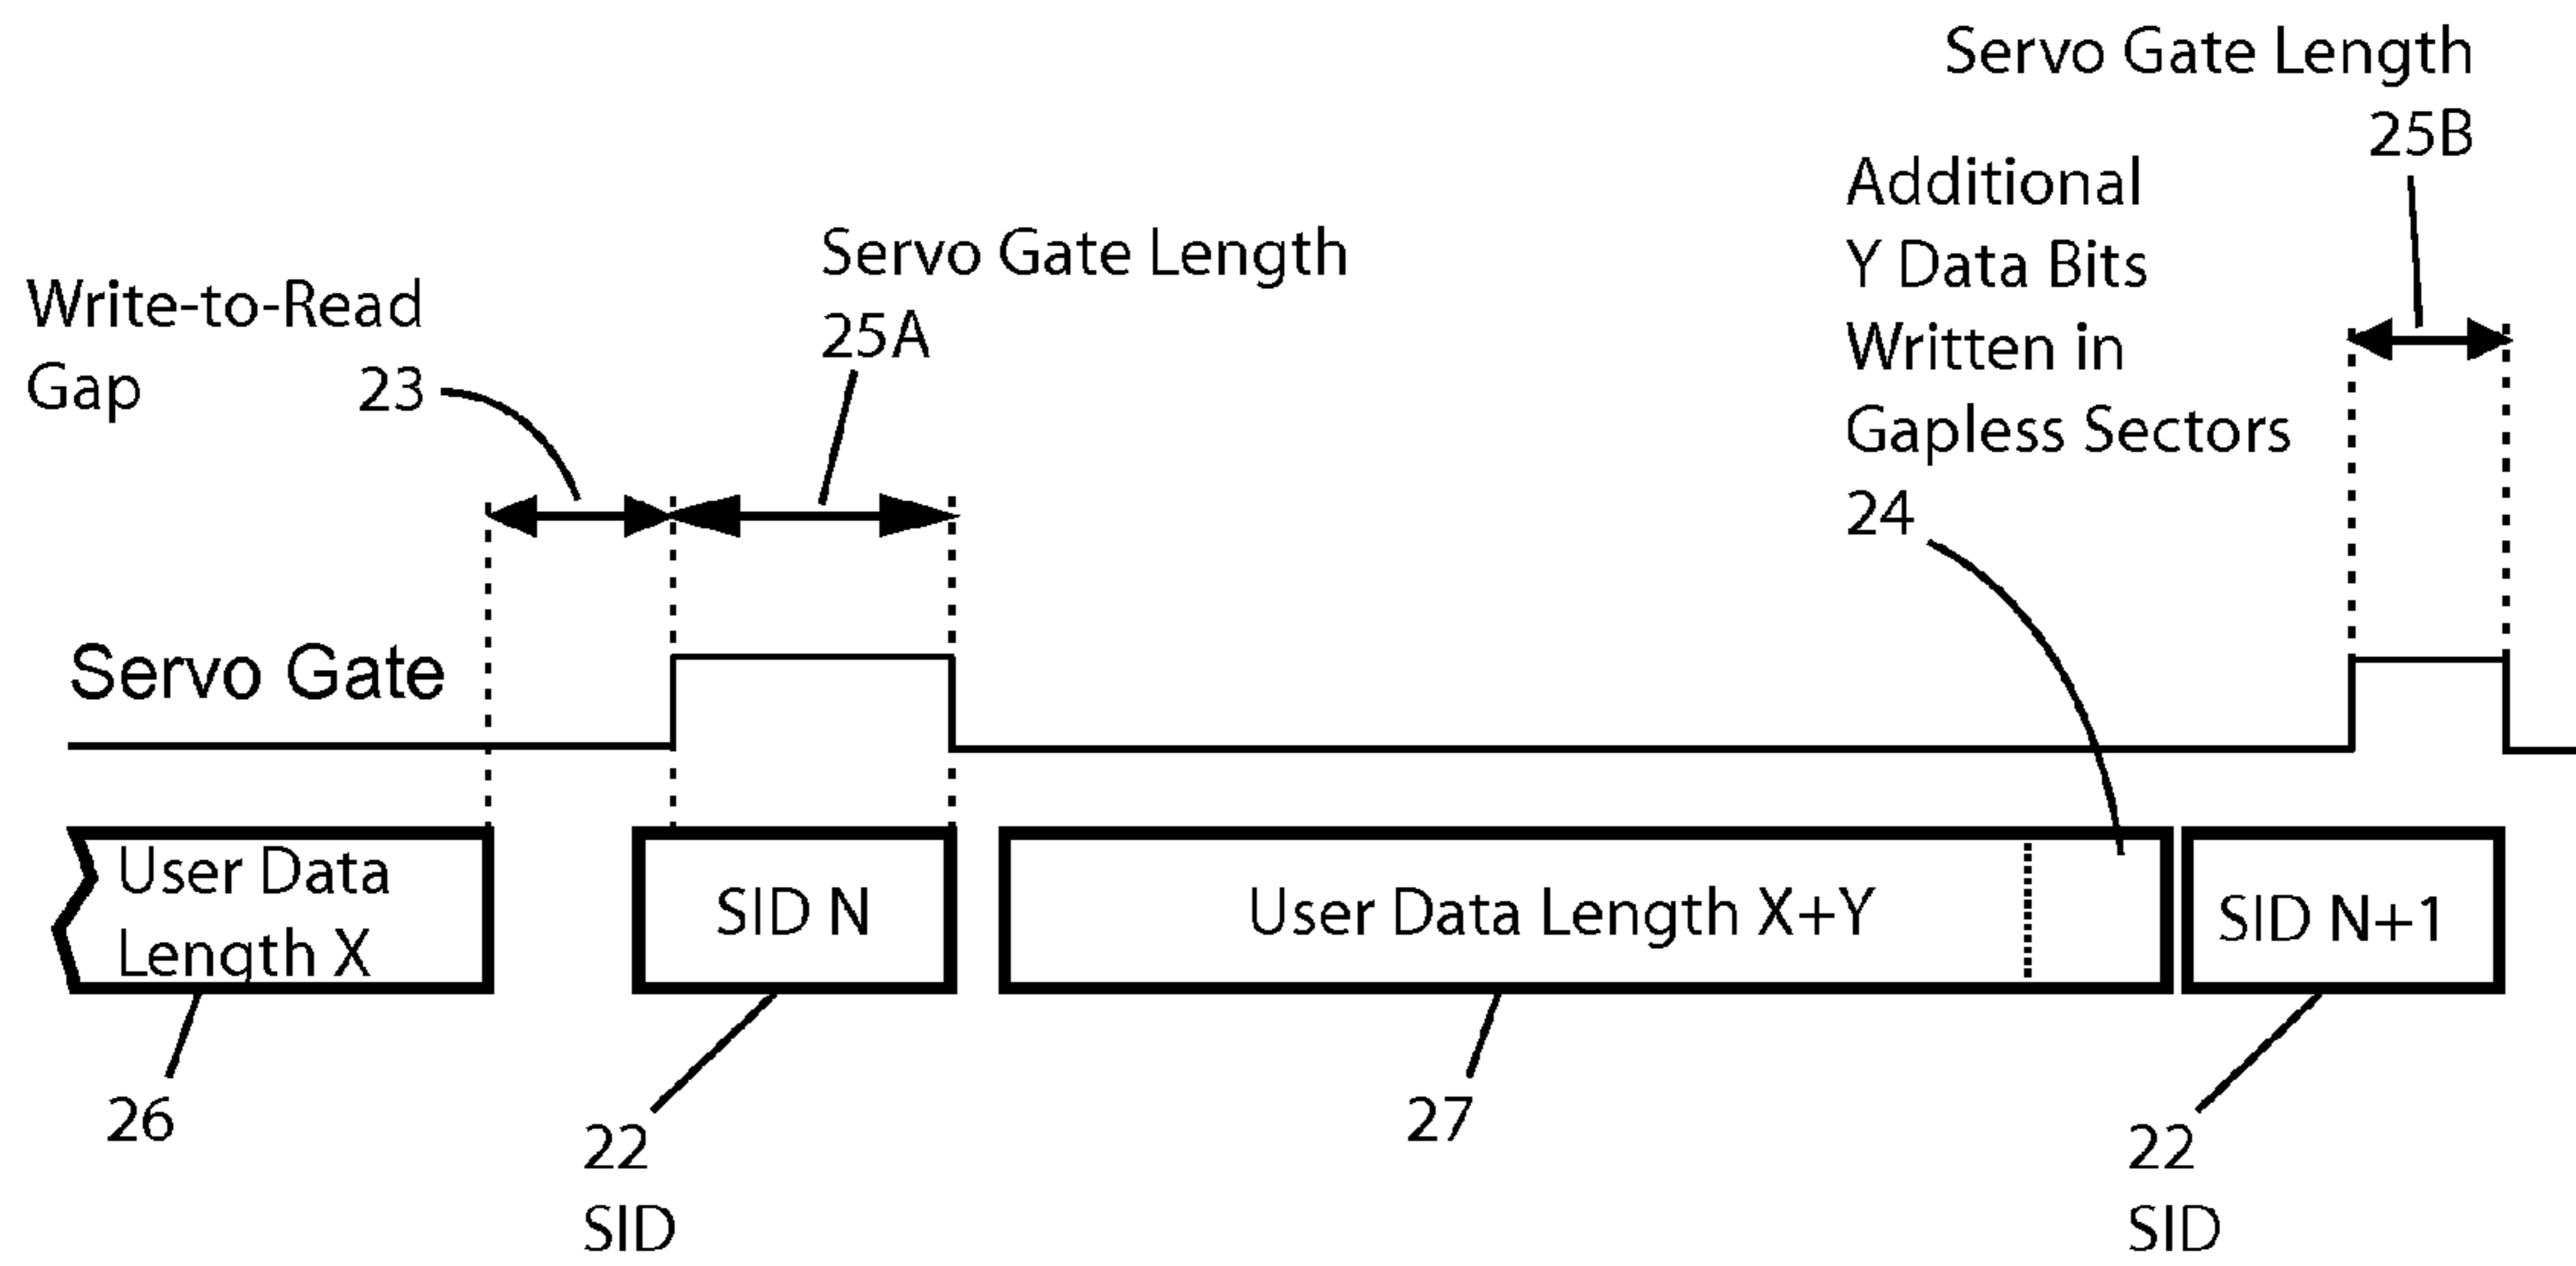 Servo Gate Length
25B
Additional
Y Data Bits
Written in
Gapless Sectors
24
Servo Gate Length
25A
Write-to-Read
Gap 23
Servo Gate
User Data
Length X
SID N
User Data Length X+Y
SID N+1
26
22
SID
27
22
SID